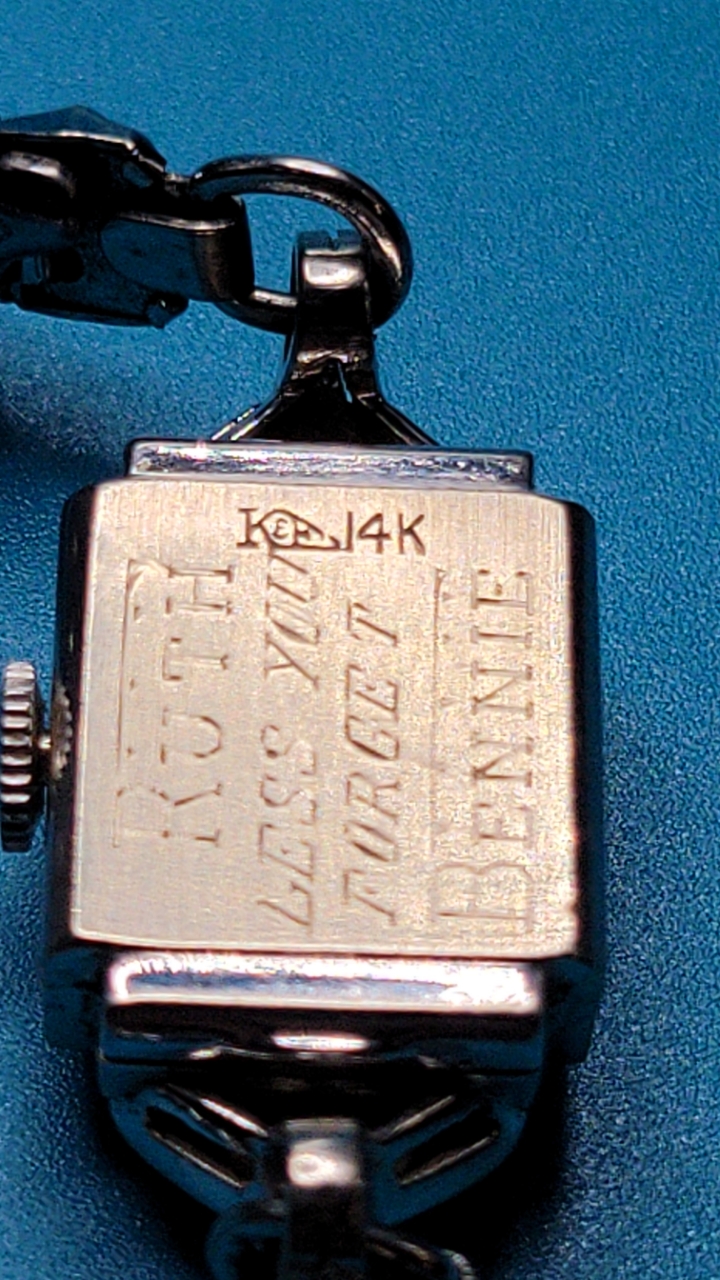 K&E 14K
RUTH
LESS YOU
FORGET
BENNIE